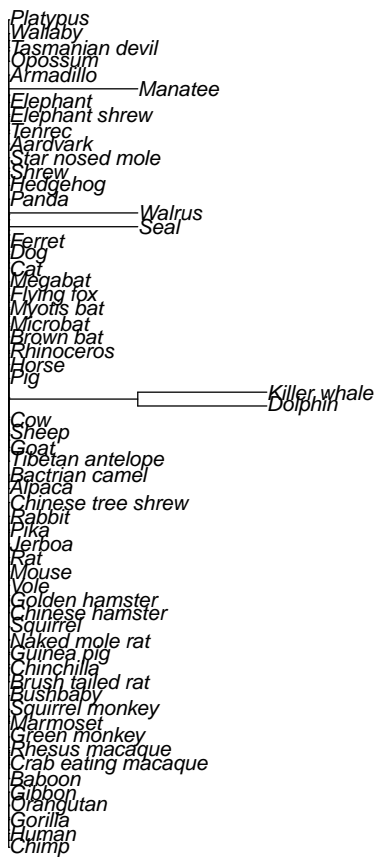 Platypus
Wallaby
Tasmanian devil
Opossum
Armadillo
Manatee
Elephant
Elephant shrew
Tenrec
Aardvark
Star nosed mole
Shrew
Hedgehog
Panda
Walrus
Seal
Ferret
Dog
Cat
Megabat
Flying fox
Myotis bat
Microbat
Brown bat
Rhinoceros
Horse
Pig
Killer whale
Dolphin
Cow
Sheep
Goat
Tibetan antelope
Bactrian camel
Alpaca
Chinese tree shrew
Rabbit
Pika
Jerboa
Rat
Mouse
Vole
Golden hamster
Chinese hamster
Squirrel
Naked mole rat
Guinea pig
Chinchilla
Brush tailed rat
Bushbaby
Squirrel monkey
Marmoset
Green monkey
Rhesus macaque
Crab eating macaque
Baboon
Gibbon
Orangutan
Gorilla
Human
Chimp